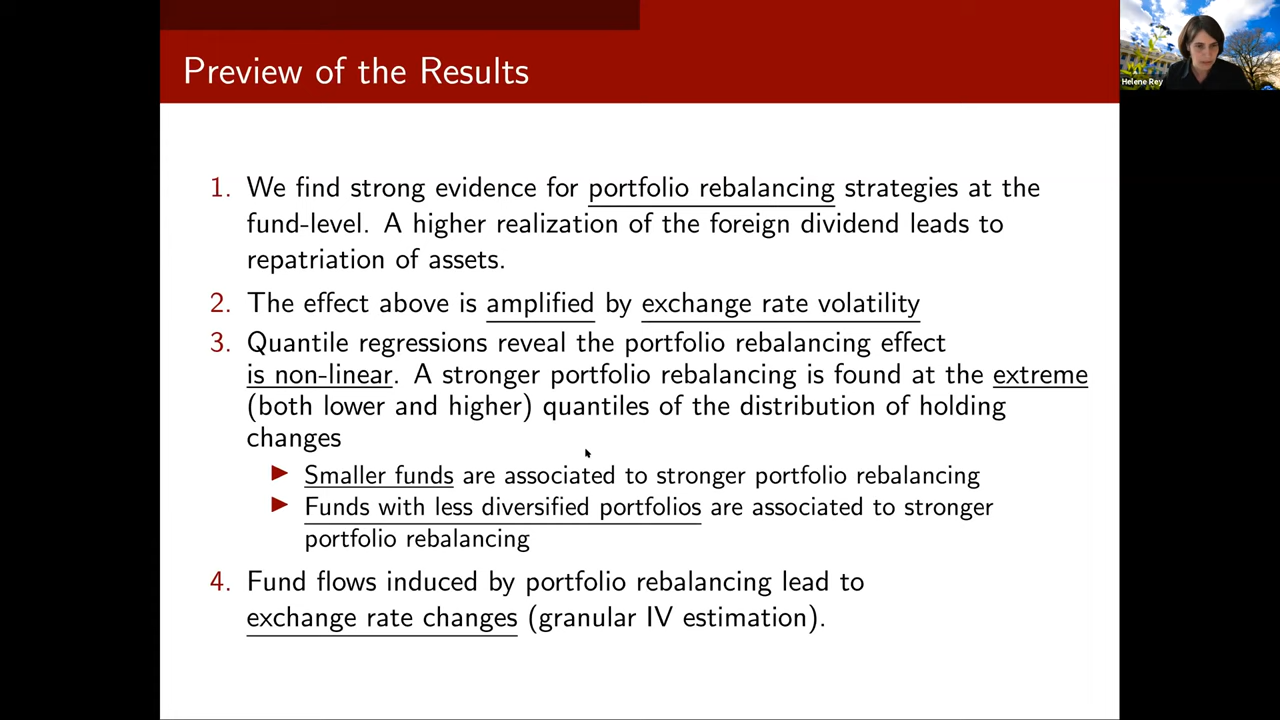 Preview of the Results
Helene Rey
1. We find strong evidence for portfolio rebalancing strategies at the
fund-level. A higher realization of the foreign dividend leads to
repatriation of assets.
2. The effect above is amplified by exchange rate volatility
3. Quantile regressions reveal the portfolio rebalancing effect
is non-linear. A stronger portfolio rebalancing is found at the extreme
(both lower and higher) quantiles of the distribution of holding
changes
▶ Smaller funds are associated to stronger portfolio rebalancing
▶ Funds with less diversified portfolios are associated to stronger
portfolio rebalancing
4. Fund flows induced by portfolio rebalancing lead to
exchange rate changes (granular IV estimation).